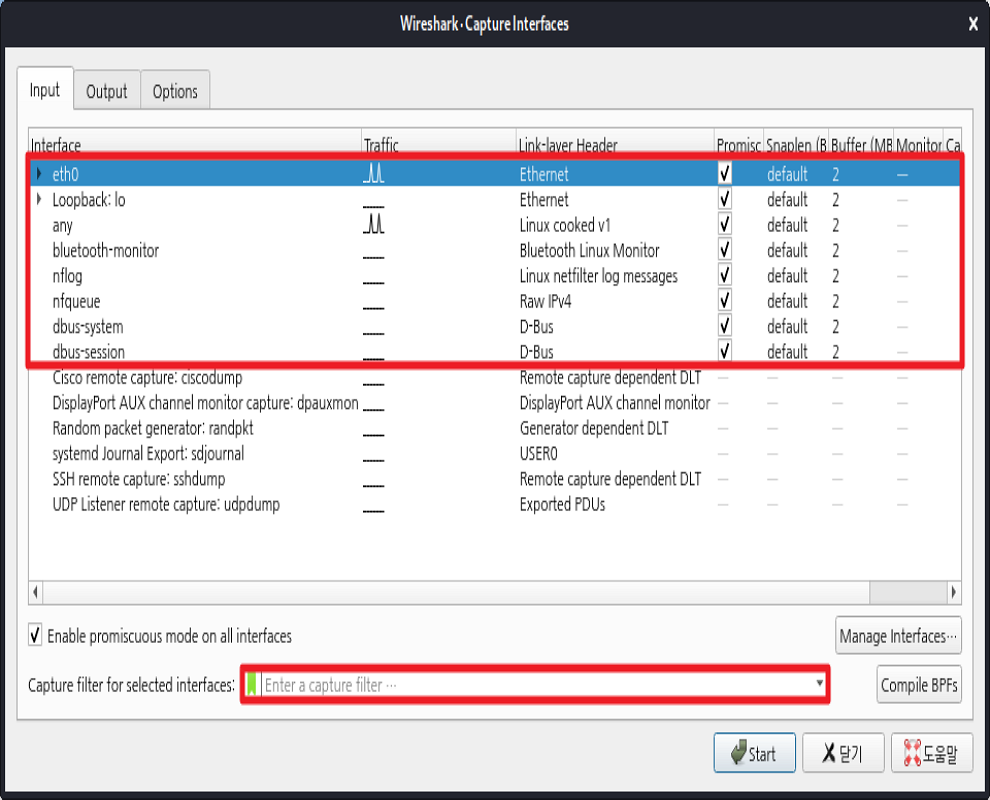 Wireshark · Capture Interfaces
Input Output Options
Interface Traffic Link-layer Header Promisc Snaplen (B Buffer (MB Monitor Ca
eth0 Ethernet default 2 —
Loopback: lo Ethernet default 2 —
any Linux cooked v1 default 2 —
bluetooth-monitor Bluetooth Linux Monitor default 2 —
nflog Linux netfilter log messages default 2 —
nfqueue Raw IPv4 default 2 —
dbus-system D-Bus default 2 —
dbus-session D-Bus default 2 —
Cisco remote capture: ciscodump Remote capture dependent DLT — — — —
DisplayPort AUX channel monitor capture: dpauxmon DisplayPort AUX channel monitor — — — —
Random packet generator: randpkt Generator dependent DLT — — — —
systemd Journal Export: sdjournal USER0 — — — —
SSH remote capture: sshdump Remote capture dependent DLT — — — —
UDP Listener remote capture: udpdump Exported PDUs — — — —
Enable promiscuous mode on all interfaces Manage Interfaces…
Capture filter for selected interfaces: Enter a capture filter … Compile BPFs
Start 닫기 도움말